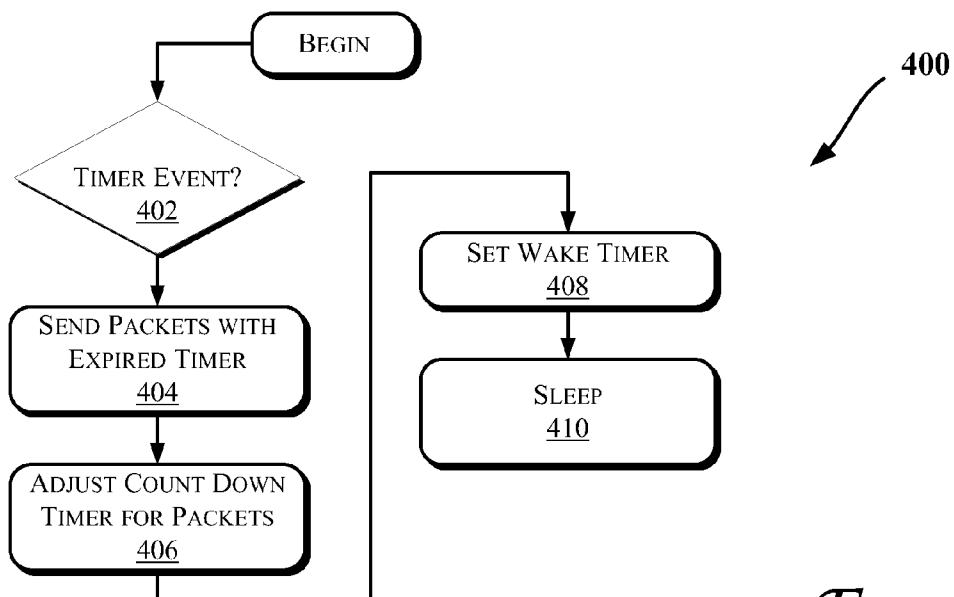 BEGIN
400
TIMER EVENT?
402
SEND PACKETS WITH
EXPIRED TIMER
404
ADJUST COUNT DOWN
TIMER FOR PACKETS
406
SET WAKE TIMER
408
SLEEP
410